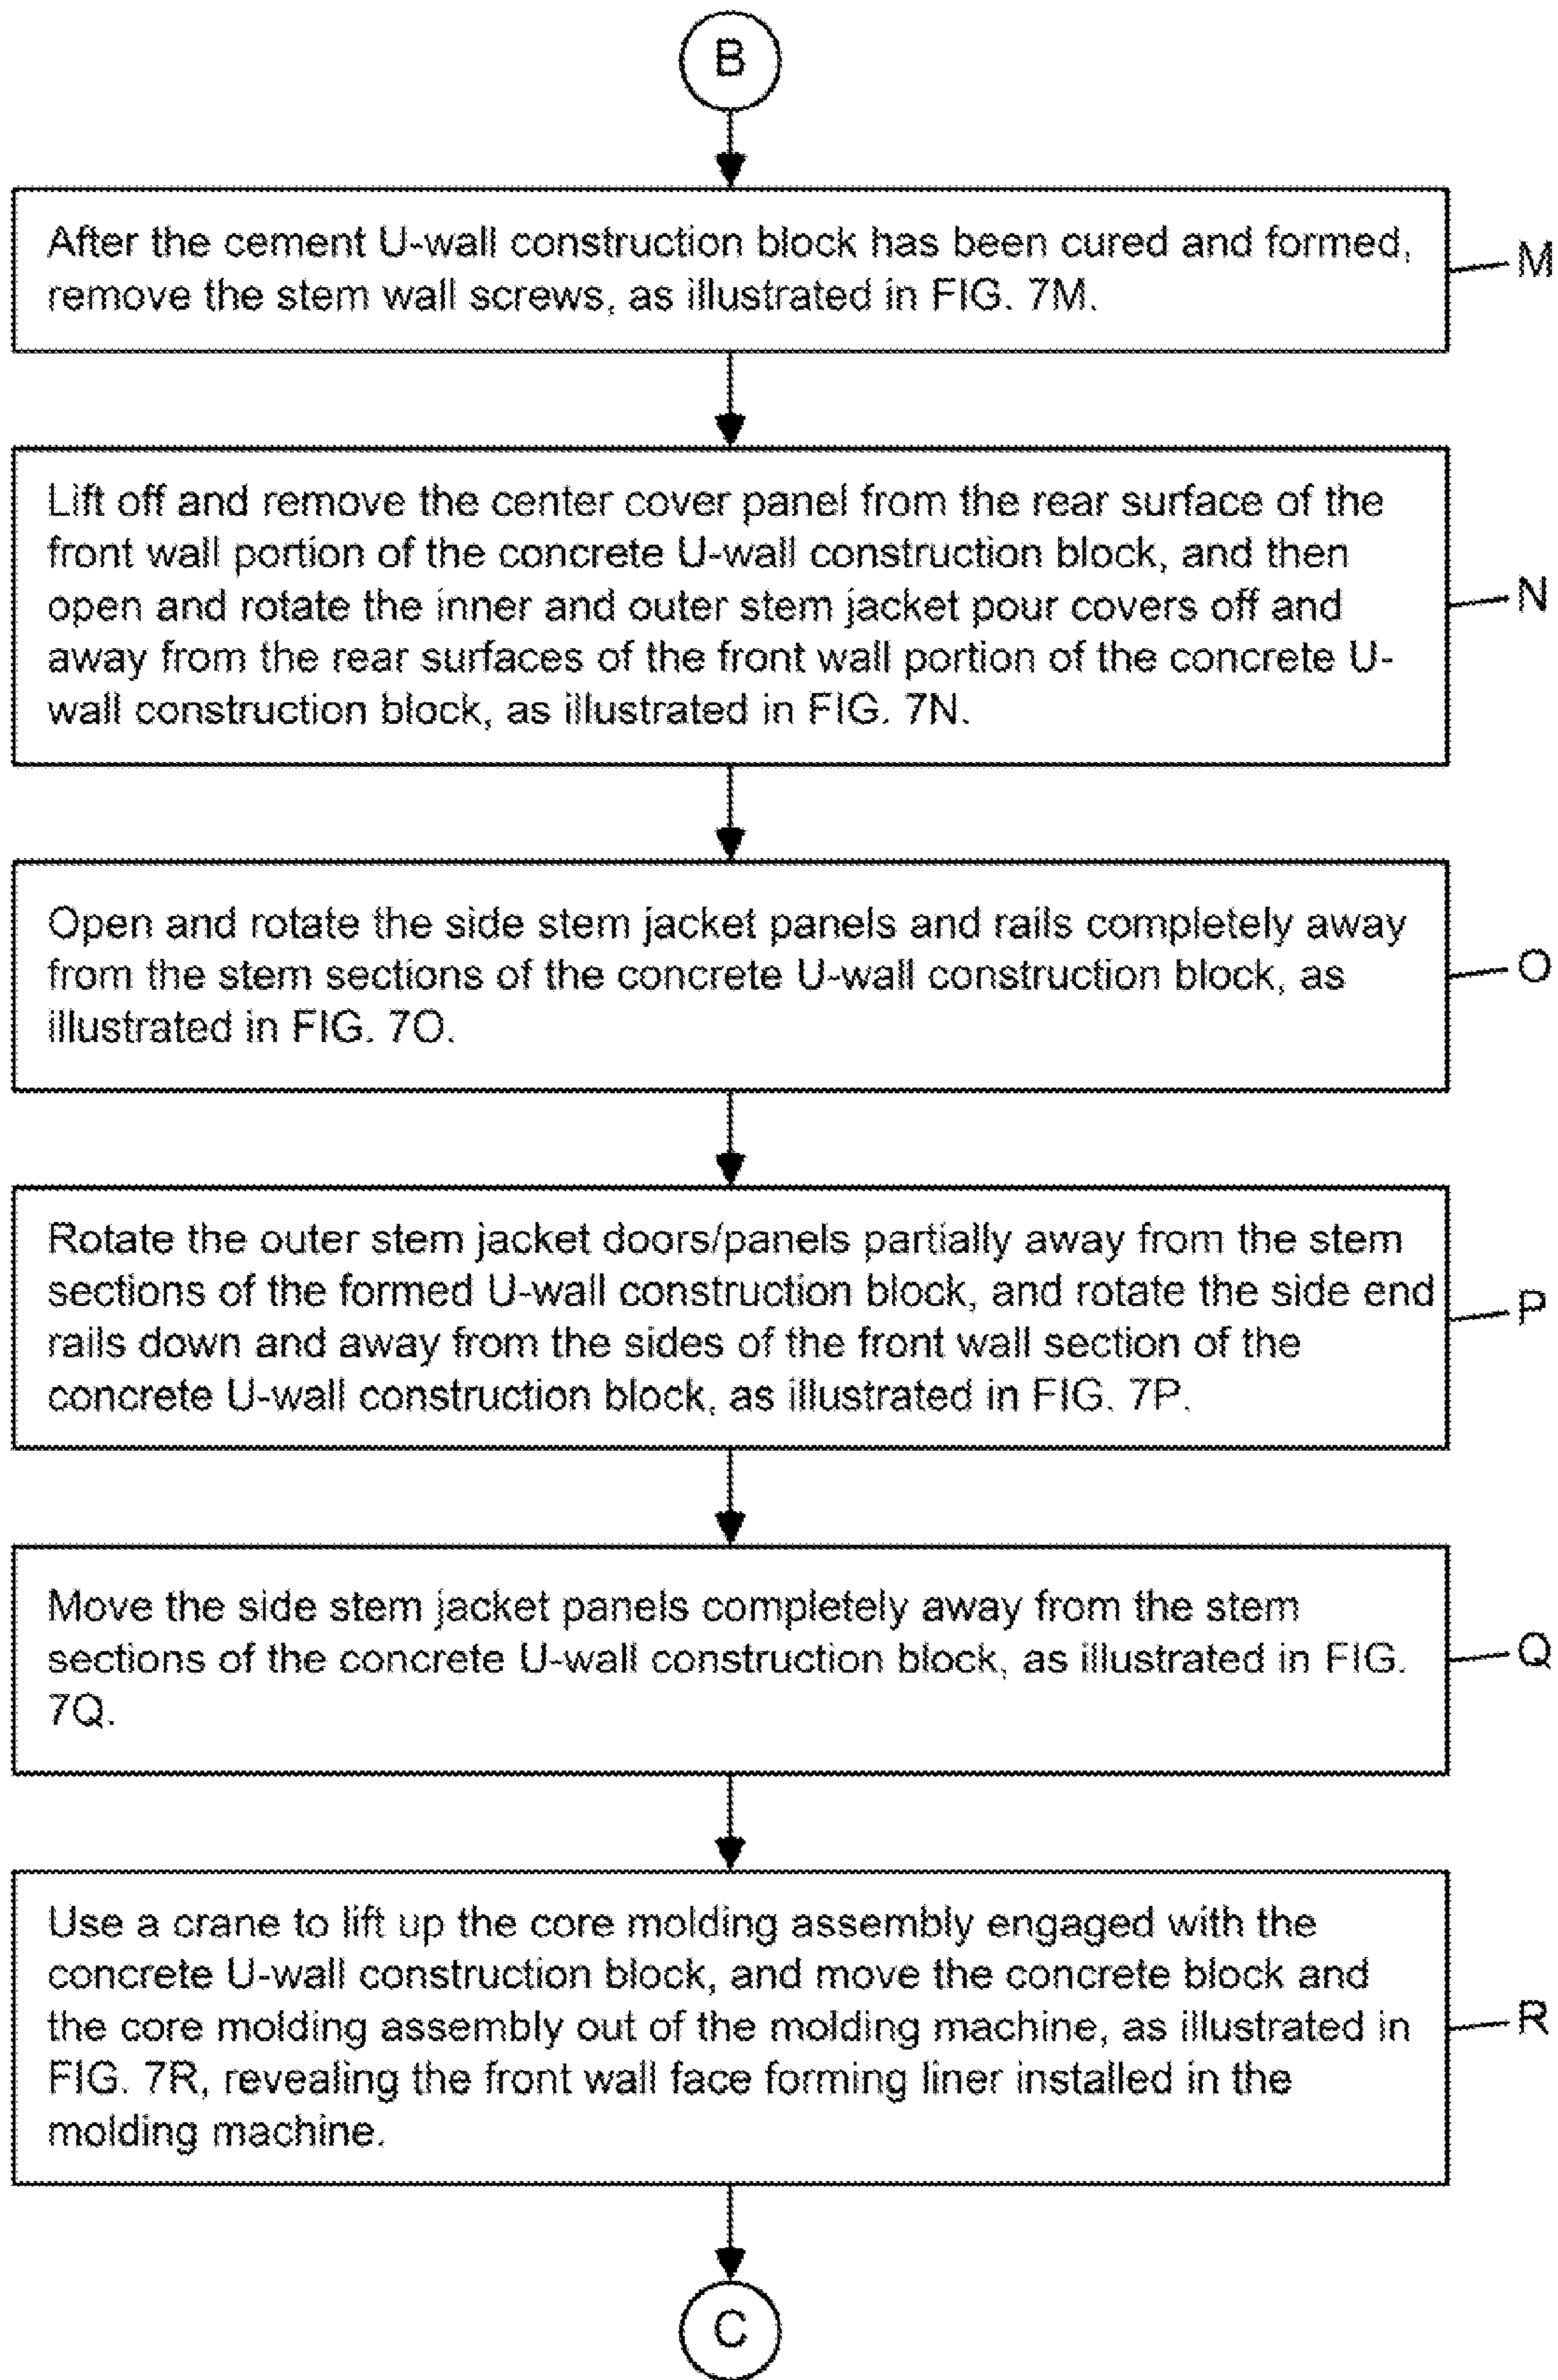 B
After the cement U-wall construction block has been cured and formed,
remove the stem wall screws, as illustrated in FIG. 7M.
M
Lift off and remove the center cover panel from the rear surface of the
front wall portion of the concrete U-wall construction block, and then
open and rotate the inner and outer stem jacket pour covers off and
away from the rear surfaces of the front wall portion of the concrete U-
wall construction block, as illustrated in FIG. 7N.
N
Open and rotate the side stem jacket panels and rails completely away
from the stem sections of the concrete U-wall construction block, as
illustrated in FIG. 7O.
O
Rotate the outer stem jacket doors/panels partially away from the stem
sections of the formed U-wall construction block, and rotate the side end
rails down and away from the sides of the front wall section of the
concrete U-wall construction block, as illustrated in FIG. 7P.
P
Move the side stem jacket panels completely away from the stem
sections of the concrete U-wall construction block, as illustrated in FIG.
7Q.
Q
Use a crane to lift up the core molding assembly engaged with the
concrete U-wall construction block, and move the concrete block and
the core molding assembly out of the molding machine, as illustrated in
FIG. 7R, revealing the front wall face forming liner installed in the
molding machine.
R
C